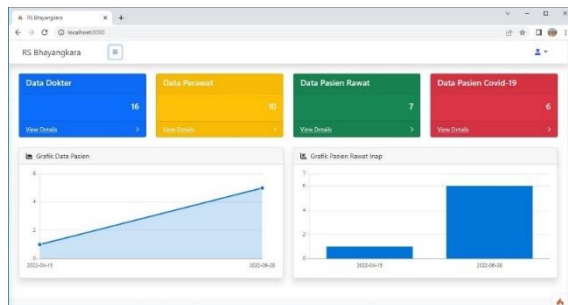 RS Bhayangkara
localhost:8080
RS Bhayangkara
Data Dokter
16
View Details
Data Perawat
10
View Details
Data Pasien Rawat
7
View Details
Data Pasien Covid-19
6
View Details
Grafik Data Pasien
6
4
2
0
2022-04-19
2022-06-28
Grafik Pasien Rawat Inap
7
6
4
2
0
2022-04-19
2022-06-28